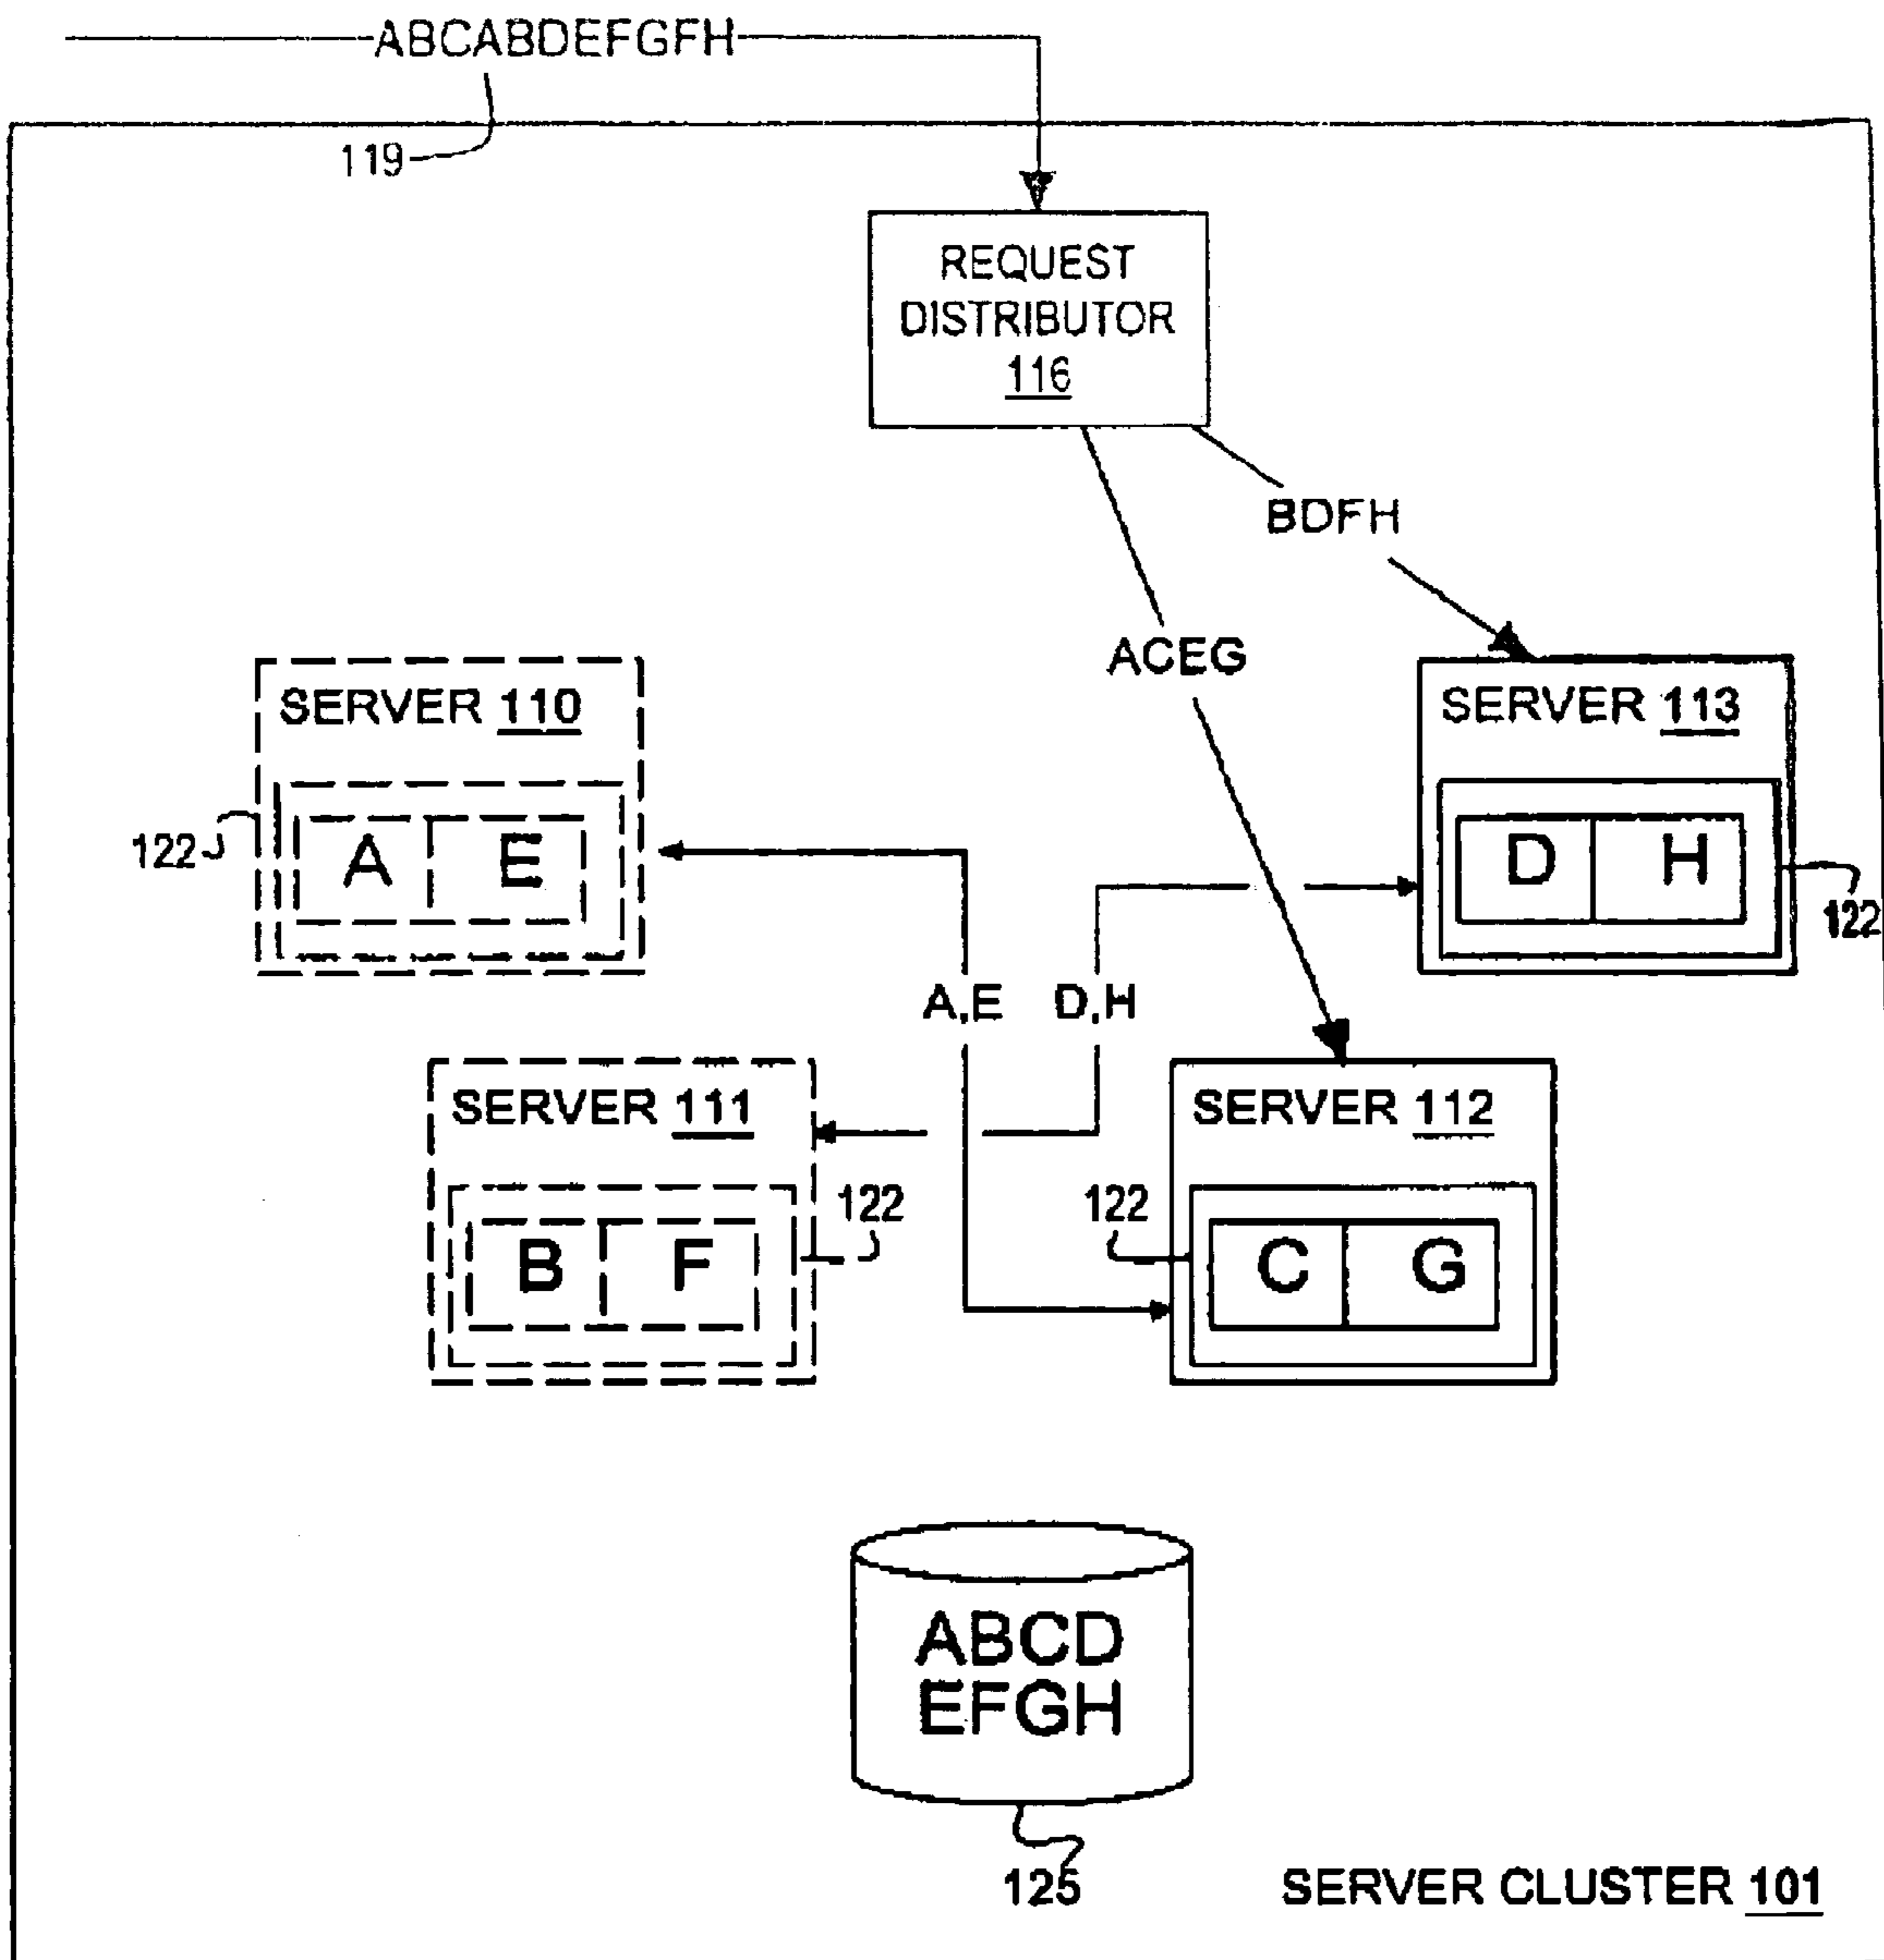 ABCABDEFGFH
119
REQUEST
DISTRIBUTOR
116
BDFH
ACEG
SERVER 110
A E
122
SERVER 113
D H
122
A,E D,H
SERVER 111
B F
122
SERVER 112
C G
122
ABCD
EFGH
125
SERVER CLUSTER 101